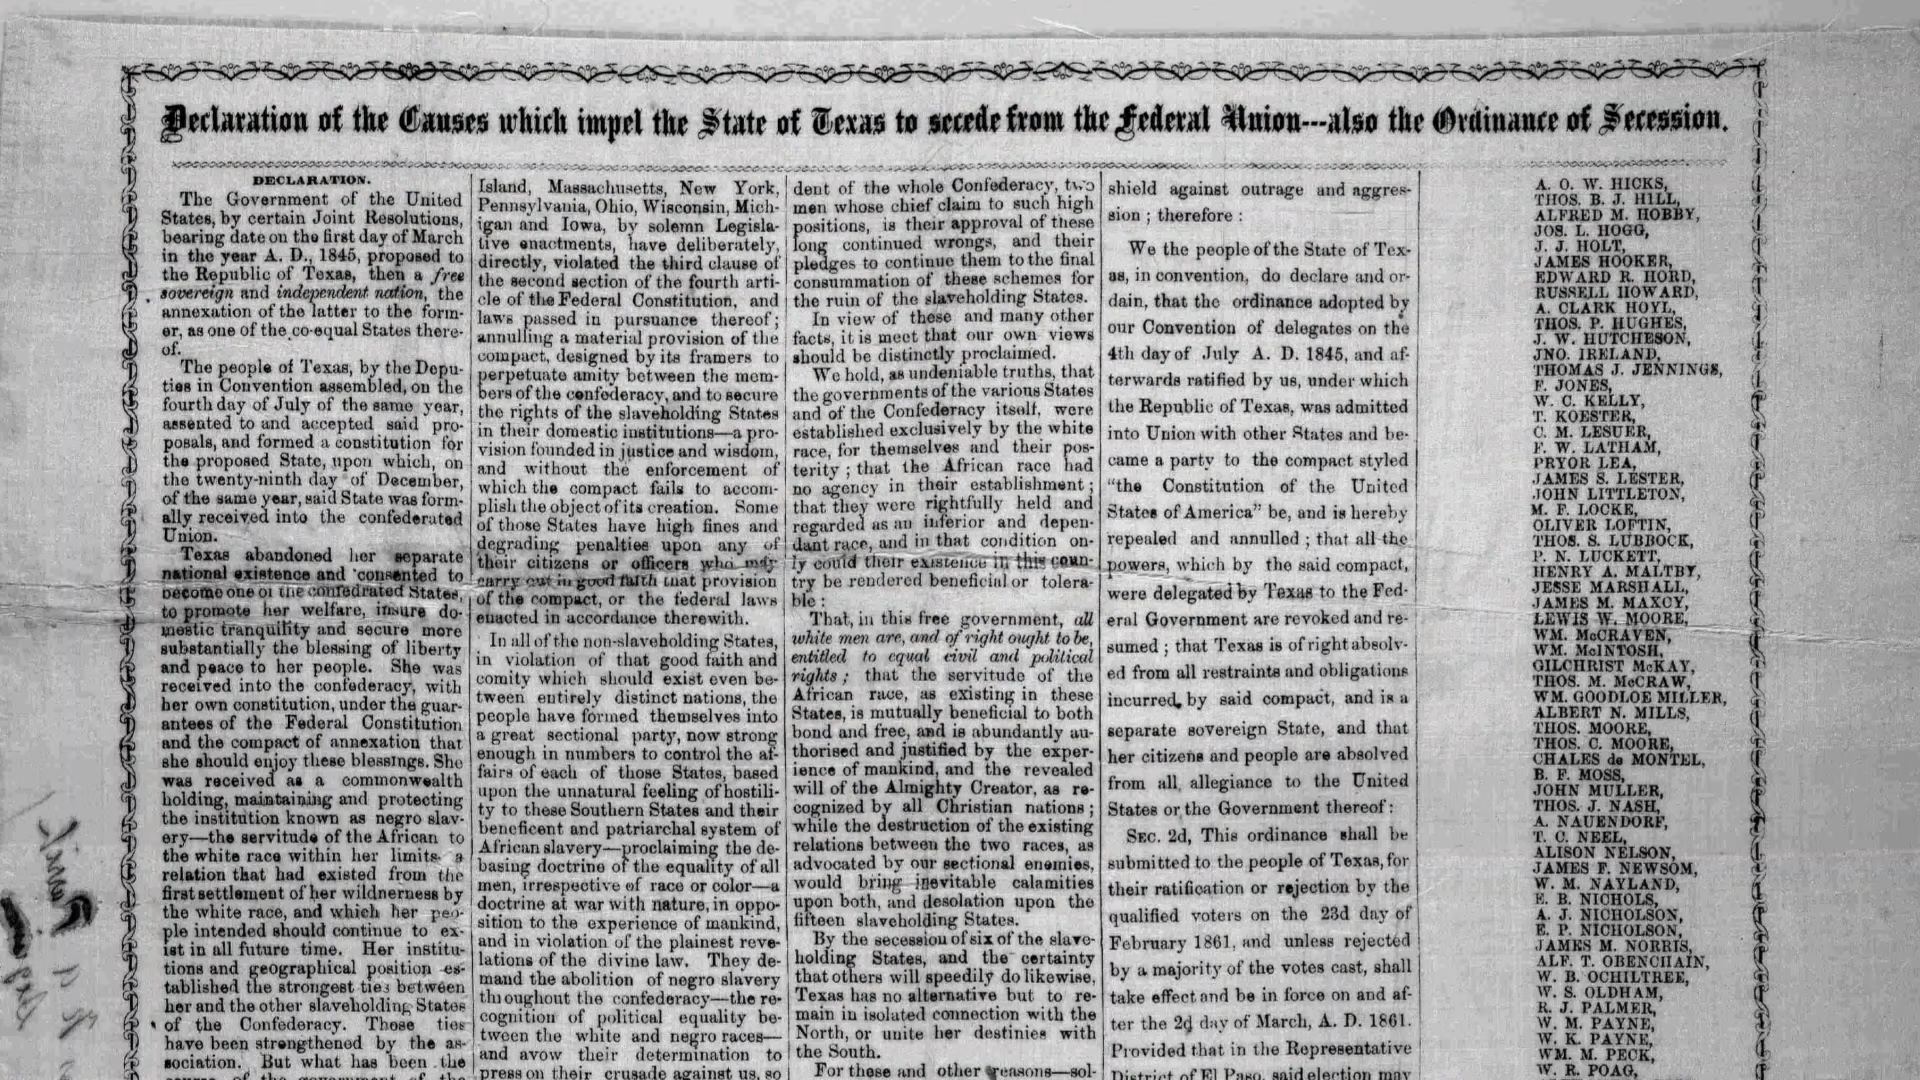 Declaration of the Causes which impel the State of Texas to secede from the Federal Union---also the Ordinance of Secession.
DECLARATION.
The Government of the United
States, by certain Joint Resolutions,
bearing date on the first day of March
in the year A. D., 1845, proposed to
the Republic of Texas, then a free
sovereign and independent nation, the
annexation of the latter to the form-
er, as one of the co-equal States there-
of.
The people of Texas, by the Depu-
ties in Convention assembled, on the
fourth day of July of the same year,
assented to and accepted said pro-
posals, and formed a constitution for
the proposed State, upon which, on
the twenty-ninth day of December,
of the same year, said State was form-
ally received into the confederated
Union.
Texas abandoned her separate
national existence and consented to
become one of the confedrated States,
to promote her welfare, insure do-
mestic tranquility and secure more
substantially the blessing of liberty
and peace to her people. She was
received into the confederacy, with
her own constitution, under the guar-
antees of the Federal Constitution
and the compact of annexation that
she should enjoy these blessings. She
was received as a commonwealth
holding, maintaining and protecting
the institution known as negro slav-
ery—the servitude of the African to
the white race within her limits a
relation that had existed from the
first settlement of her wildnerness by
the white race, and which her peo-
ple intended should continue to ex-
ist in all future time. Her institu-
tions and geographical position es-
tablished the strongest ties between
her and the other slaveholding States
of the Confederacy. Those ties
have been strengthened by the as-
sociation. But what has been the
course of the government of the
Island, Massachusetts, New York,
Pennsylvania, Ohio, Wisconsin, Mich-
igan and Iowa, by solemn Legisla-
tive enactments, have deliberately,
directly, violated the third clause of
the second section of the fourth arti-
cle of the Federal Constitution, and
laws passed in pursuance thereof;
annulling a material provision of the
compact, designed by its framers to
perpetuate amity between the mem-
bers of the confederacy, and to secure
the rights of the slaveholding States
in their domestic institutions—a pro-
vision founded in justice and wisdom,
and without the enforcement of
which the compact fails to accom-
plish the object of its creation. Some
of those States have high fines and
degrading penalties upon any of
their citizens or officers who may
carry out in good faith that provision
of the compact, or the federal laws
enacted in accordance therewith.
In all of the non-slaveholding States,
in violation of that good faith and
comity which should exist even be-
tween entirely distinct nations, the
people have formed themselves into
a great sectional party, now strong
enough in numbers to control the af-
fairs of each of those States, based
upon the unnatural feeling of hostili-
ty to these Southern States and their
beneficent and patriarchal system of
African slavery—proclaiming the de-
basing doctrine of the equality of all
men, irrespective of race or color—a
doctrine at war with nature, in oppo-
sition to the experience of mankind,
and in violation of the plainest reve-
lations of the divine law. They de-
mand the abolition of negro slavery
throughout the confederacy—the re-
cognition of political equality be-
tween the white and negro races—
and avow their determination to
press on their crusade against us, so
dent of the whole Confederacy, two
men whose chief claim to such high
positions, is their approval of these
long continued wrongs, and their
pledges to continue them to the final
consummation of these schemes for
the ruin of the slaveholding States.
In view of these and many other
facts, it is meet that our own views
should be distinctly proclaimed.
We hold, as undeniable truths, that
the governments of the various States
and of the Confederacy itself, were
established exclusively by the white
race, for themselves and their pos-
terity; that the African race had
no agency in their establishment;
that they were rightfully held and
regarded as an inferior and depen-
dant race, and in that condition on-
ly could their existence in this coun-
try be rendered beneficial or tolera-
ble:
That, in this free government, all
white men are, and of right ought to be,
entitled to equal civil and political
rights; that the servitude of the
African race, as existing in these
States, is mutually beneficial to both
bond and free, and is abundantly au-
thorised and justified by the exper-
ience of mankind, and the revealed
will of the Almighty Creator, as re-
cognized by all Christian nations;
while the destruction of the existing
relations between the two races, as
advocated by our sectional enemies,
would bring inevitable calamities
upon both, and desolation upon the
fifteen slaveholding States.
By the secession of six of the slave-
holding States, and the certainty
that others will speedily do likewise,
Texas has no alternative but to re-
main in isolated connection with the
North, or unite her destinies with
the South.
For these and other reasons—sol-
shield against outrage and aggres-
sion; therefore:
We the people of the State of Tex-
as, in convention, do declare and or-
dain, that the ordinance adopted by
our Convention of delegates on the
4th day of July A. D. 1845, and af-
terwards ratified by us, under which
the Republic of Texas, was admitted
into Union with other States and be-
came a party to the compact styled
"the Constitution of the United
States of America" be, and is hereby
repealed and annulled; that all the
powers, which by the said compact,
were delegated by Texas to the Fed-
eral Government are revoked and re-
sumed; that Texas is of right absolv-
ed from all restraints and obligations
incurred, by said compact, and is a
separate sovereign State, and that
her citizens and people are absolved
from all allegiance to the United
States or the Government thereof:
SEC. 2d, This ordinance shall be
submitted to the people of Texas, for
their ratification or rejection by the
qualified voters on the 23d day of
February 1861, and unless rejected
by a majority of the votes cast, shall
take effect and be in force on and af-
ter the 2d day of March, A. D. 1861.
Provided that in the Representative
District of El Paso, said election may
A. O. W. HICKS,
THOS. B. J. HILL,
ALFRED M. HOBBY,
JOS. L. HOGG,
J. J. HOLT,
JAMES HOOKER,
EDWARD R. HORD,
RUSSELL HOWARD,
A. CLARK HOYL,
THOS. P. HUGHES,
J. W. HUTCHESON,
JNO. IRELAND,
THOMAS J. JENNINGS,
F. JONES,
W. C. KELLY,
T. KOESTER,
C. M. LESUER,
F. W. LATHAM,
PRYOR LEA,
JAMES S. LESTER,
JOHN LITTLETON,
M. F. LOCKE,
OLIVER LOFTIN,
THOS. S. LUBBOCK,
P. N. LUCKETT,
HENRY A. MALTBY,
JESSE MARSHALL,
JAMES M. MAXCY,
LEWIS W. MOORE,
WM. McCRAVEN,
WM. McINTOSH,
GILCHRIST McKAY,
THOS. M. McCRAW,
WM. GOODLOE MILLER,
ALBERT N. MILLS,
THOS. MOORE,
THOS. C. MOORE,
CHALES de MONTEL,
B. F. MOSS,
JOHN MULLER,
THOS. J. NASH,
A. NAUENDORF,
T. C. NEEL,
ALISON NELSON,
JAMES F. NEWSOM,
W. M. NAYLAND,
E. B. NICHOLS,
A. J. NICHOLSON,
E. P. NICHOLSON,
JAMES M. NORRIS,
ALF. T. OBENCHAIN,
W. B. OCHILTREE,
W. S. OLDHAM,
R. J. PALMER,
W. M. PAYNE,
W. K. PAYNE,
WM. M. PECK,
W. R. POAG,